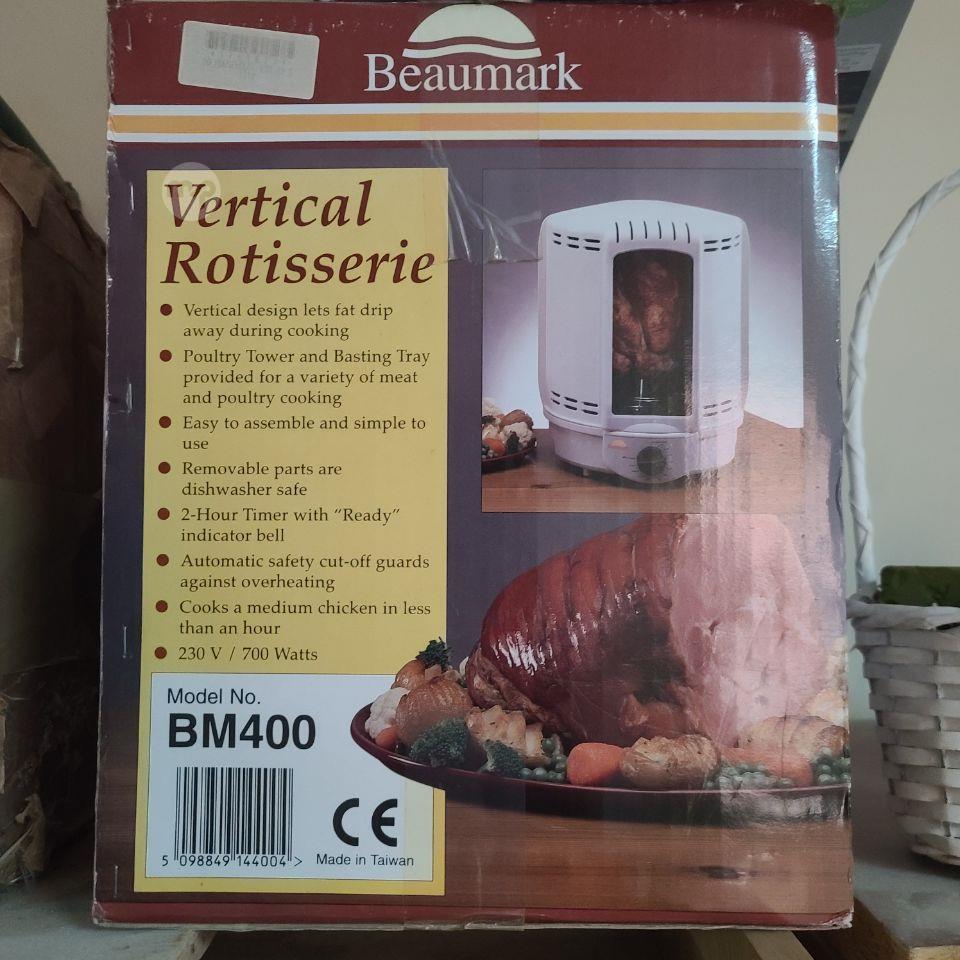 Beaumark
Vertical
Rotisserie
• Vertical design lets fat drip
away during cooking
• Poultry Tower and Basting Tray
provided for a variety of meat
and poultry cooking
• Easy to assemble and simple to
use
• Removable parts are
dishwasher safe
• 2-Hour Timer with “Ready”
indicator bell
• Automatic safety cut-off guards
against overheating
• Cooks a medium chicken in less
than an hour
• 230 V / 700 Watts
Model No.
BM400
CE
5 098849 144004 >
Made in Taiwan